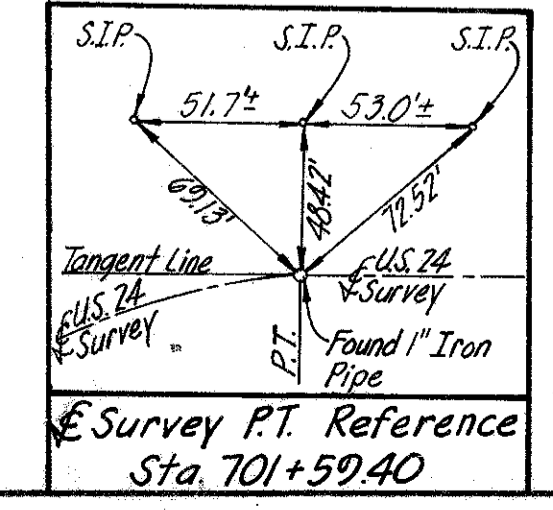 S.I.P. S.I.P. S.I.P.
51.7'± 53.0'±
69.13' 48.42' 72.52'
Tangent Line ℄ U.S. 24
Survey
℄ U.S. 24
Survey
P.T.
Found 1" Iron
Pipe
℄ Survey P.T. Reference
Sta. 701+59.40